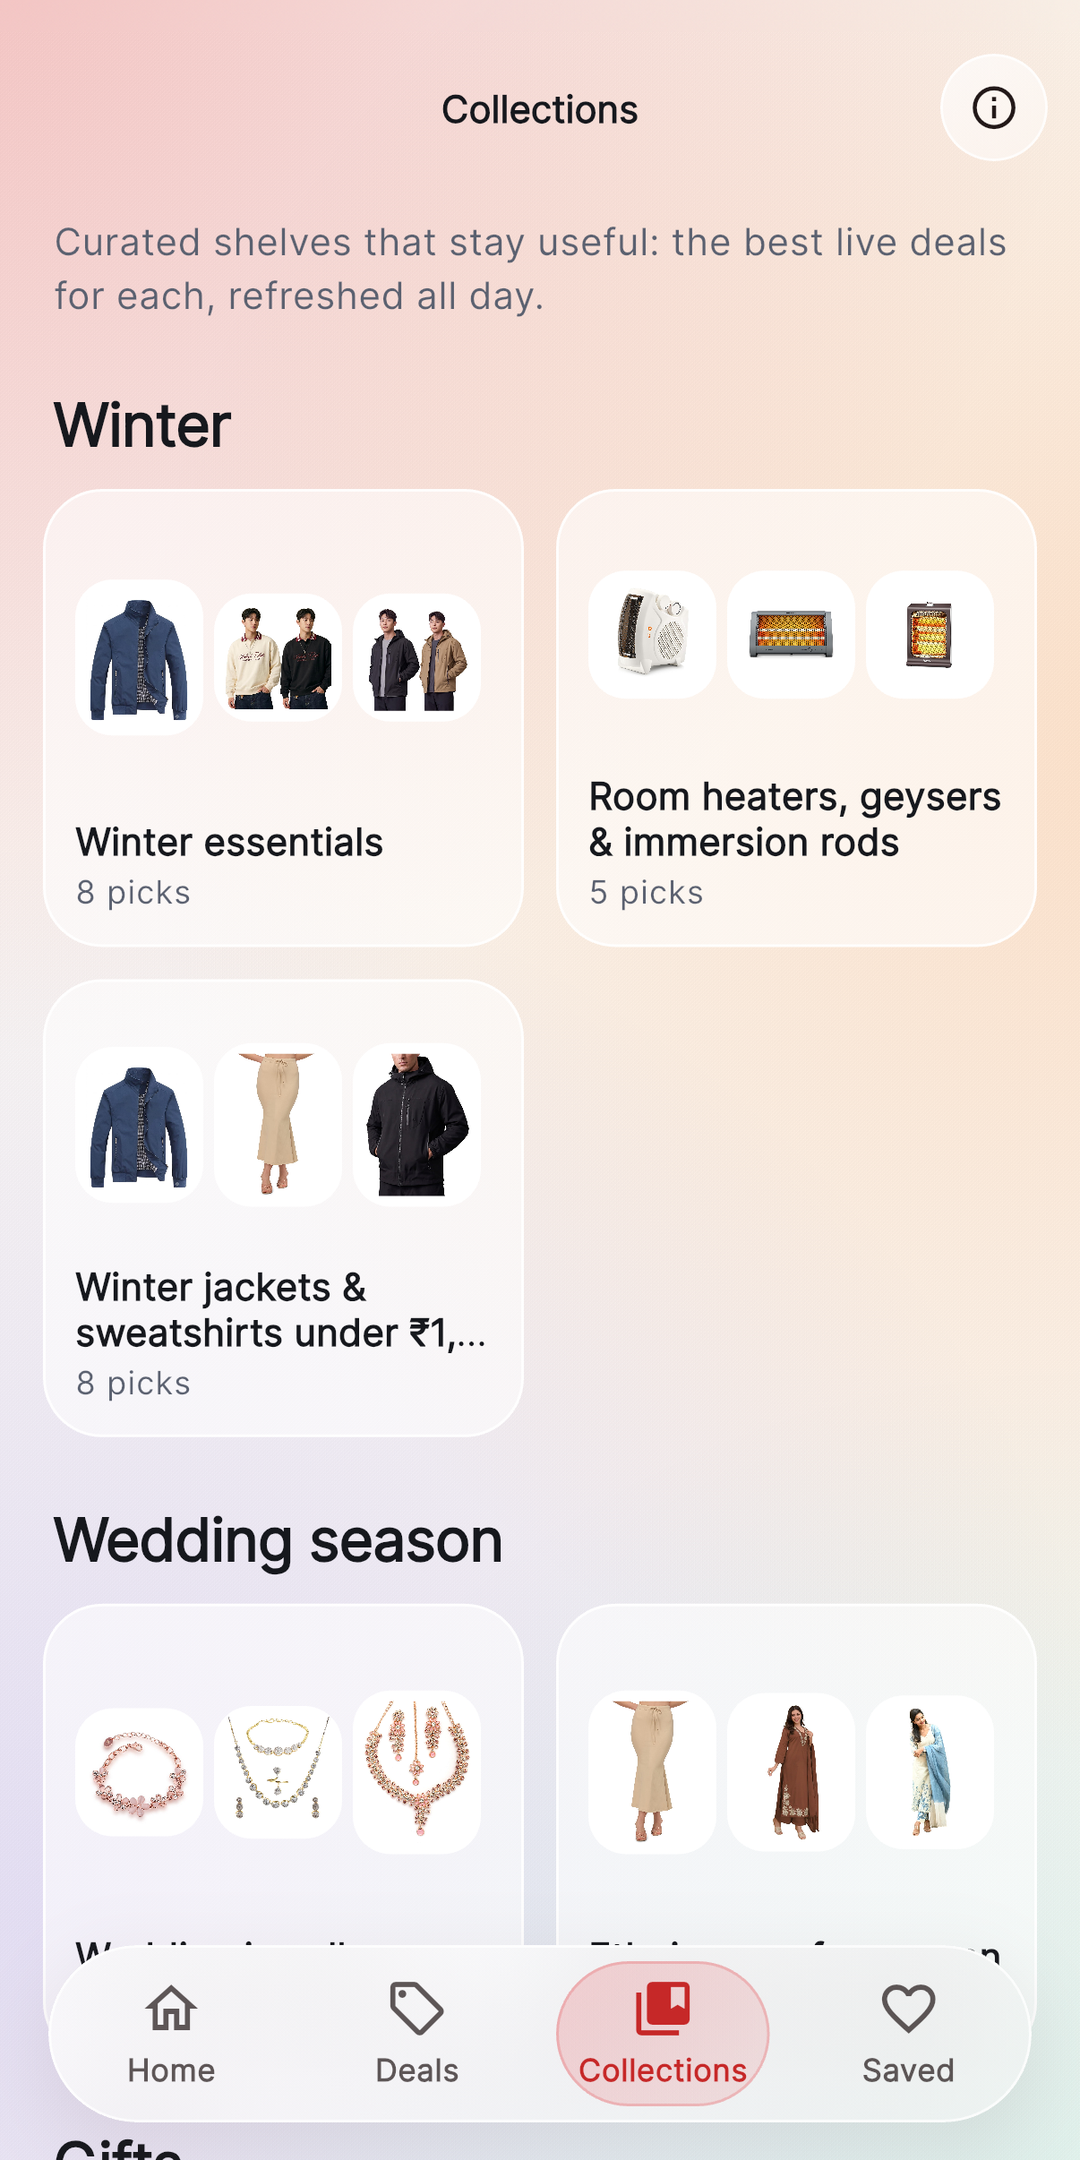 Collections
Curated shelves that stay useful: the best live deals
for each, refreshed all day.
Winter
Winter essentials
8 picks
Room heaters, geysers
& immersion rods
5 picks
Winter jackets &
sweatshirts under ₹1,...
8 picks
Wedding season
Home
Deals
Collections
Saved